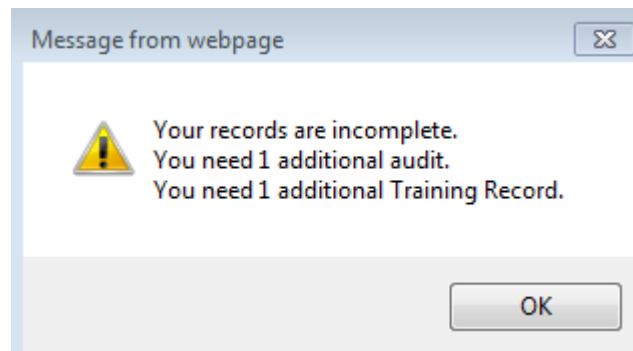 Message from webpage
Your records are incomplete.
You need 1 additional audit.
You need 1 additional Training Record.
OK